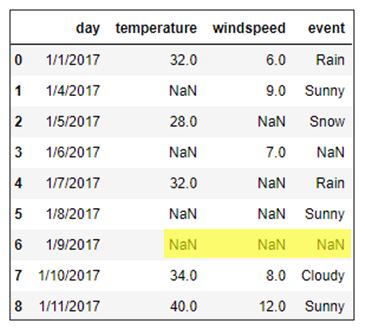 day temperature windspeed event
0 1/1/2017 32.0 6.0 Rain
1 1/4/2017 NaN 9.0 Sunny
2 1/5/2017 28.0 NaN Snow
3 1/6/2017 NaN 7.0 NaN
4 1/7/2017 32.0 NaN Rain
5 1/8/2017 NaN NaN Sunny
6 1/9/2017 NaN NaN NaN
7 1/10/2017 34.0 8.0 Cloudy
8 1/11/2017 40.0 12.0 Sunny